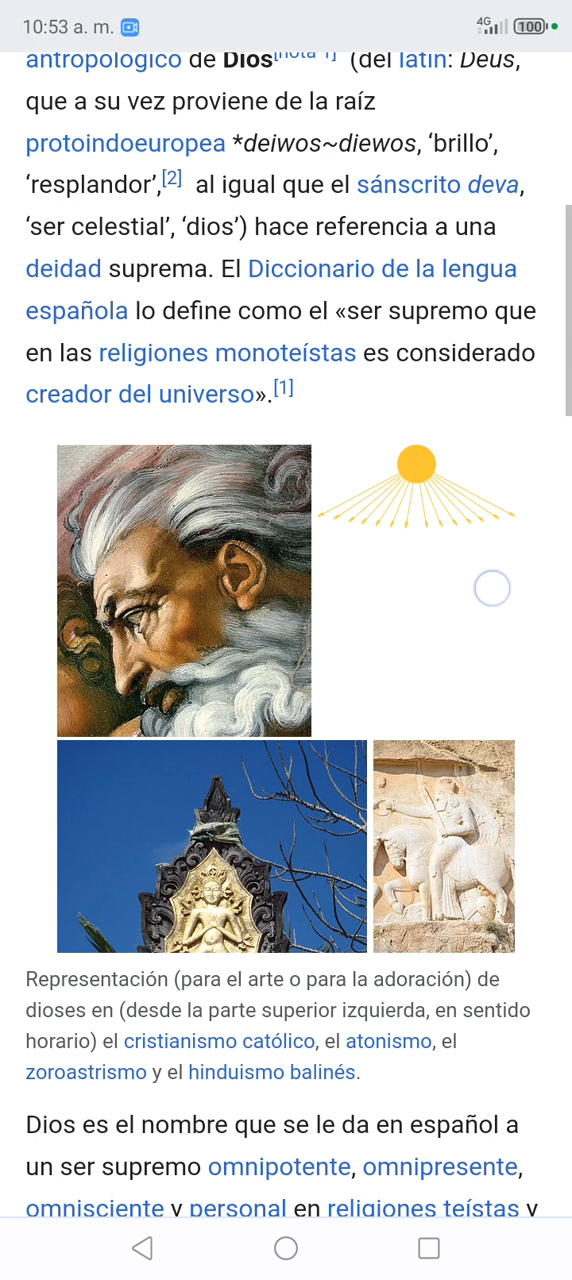 10:53 a. m.
4G
100
antropológico de Dios[nota 1] (del latín: Deus,
que a su vez proviene de la raíz
protoindoeuropea *deiwos~diewos, ‘brillo’,
‘resplandor’,[2] al igual que el sánscrito deva,
‘ser celestial’, ‘dios’) hace referencia a una
deidad suprema. El Diccionario de la lengua
española lo define como el «ser supremo que
en las religiones monoteístas es considerado
creador del universo».[1]
Representación (para el arte o para la adoración) de
dioses en (desde la parte superior izquierda, en sentido
horario) el cristianismo católico, el atonismo, el
zoroastrismo y el hinduismo balinés.
Dios es el nombre que se le da en español a
un ser supremo omnipotente, omnipresente,
omnisciente y personal en religiones teístas y